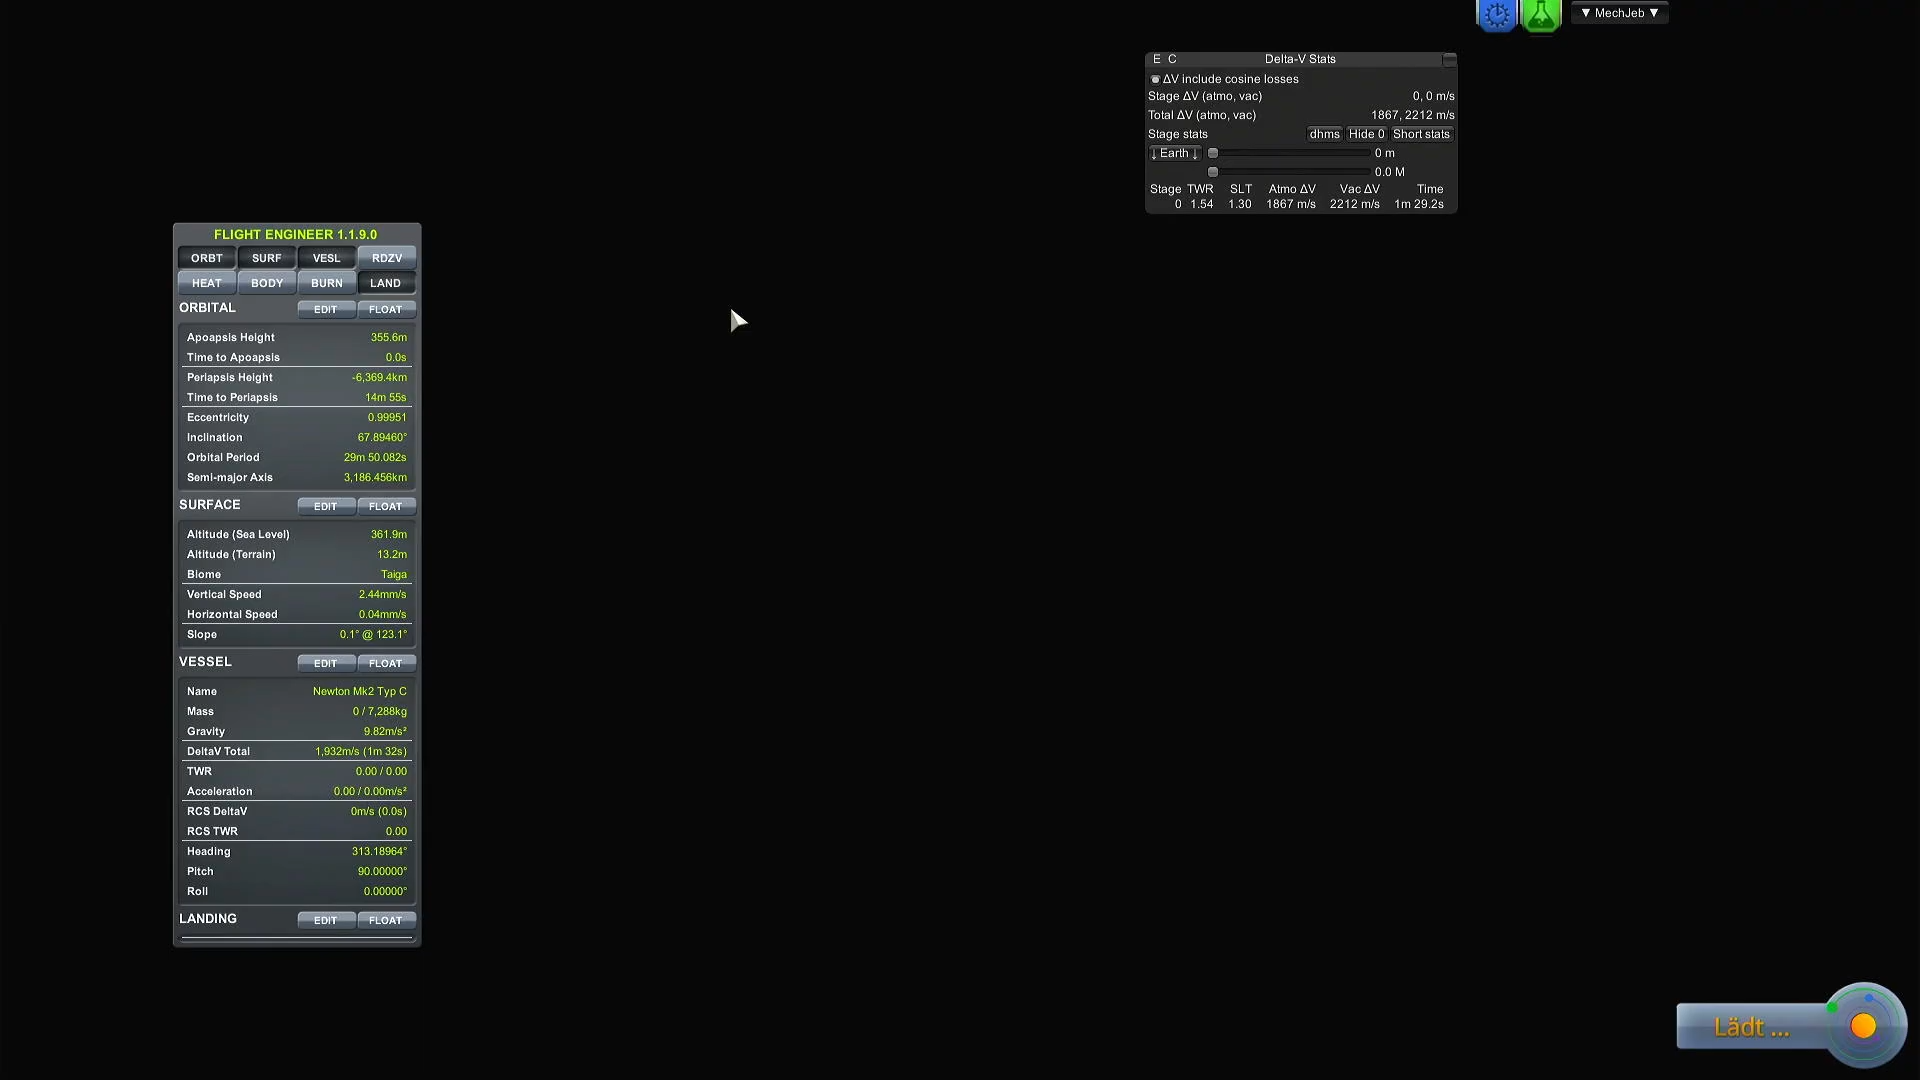 ▼ MechJeb ▼
E C Delta-V Stats
ΔV include cosine losses
Stage ΔV (atmo, vac) 0, 0 m/s
Total ΔV (atmo, vac) 1867, 2212 m/s
Stage stats dhms Hide 0 Short stats
↓ Earth ↓ 0 m
0.0 M
Stage TWR SLT Atmo ΔV Vac ΔV Time
0 1.54 1.30 1867 m/s 2212 m/s 1m 29.2s
FLIGHT ENGINEER 1.1.9.0
ORBT SURF VESL RDZV
HEAT BODY BURN LAND
ORBITAL EDIT FLOAT
Apoapsis Height 355.6m
Time to Apoapsis 0.0s
Periapsis Height -6,369.4km
Time to Periapsis 14m 55s
Eccentricity 0.99951
Inclination 67.89460°
Orbital Period 29m 50.082s
Semi-major Axis 3,186.456km
SURFACE EDIT FLOAT
Altitude (Sea Level) 361.9m
Altitude (Terrain) 13.2m
Biome Taiga
Vertical Speed 2.44mm/s
Horizontal Speed 0.04mm/s
Slope 0.1° @ 123.1°
VESSEL EDIT FLOAT
Name Newton Mk2 Typ C
Mass 0 / 7,288kg
Gravity 9.82m/s²
DeltaV Total 1,932m/s (1m 32s)
TWR 0.00 / 0.00
Acceleration 0.00 / 0.00m/s²
RCS DeltaV 0m/s (0.0s)
RCS TWR 0.00
Heading 313.18964°
Pitch 90.00000°
Roll 0.00000°
LANDING EDIT FLOAT
Lädt ...